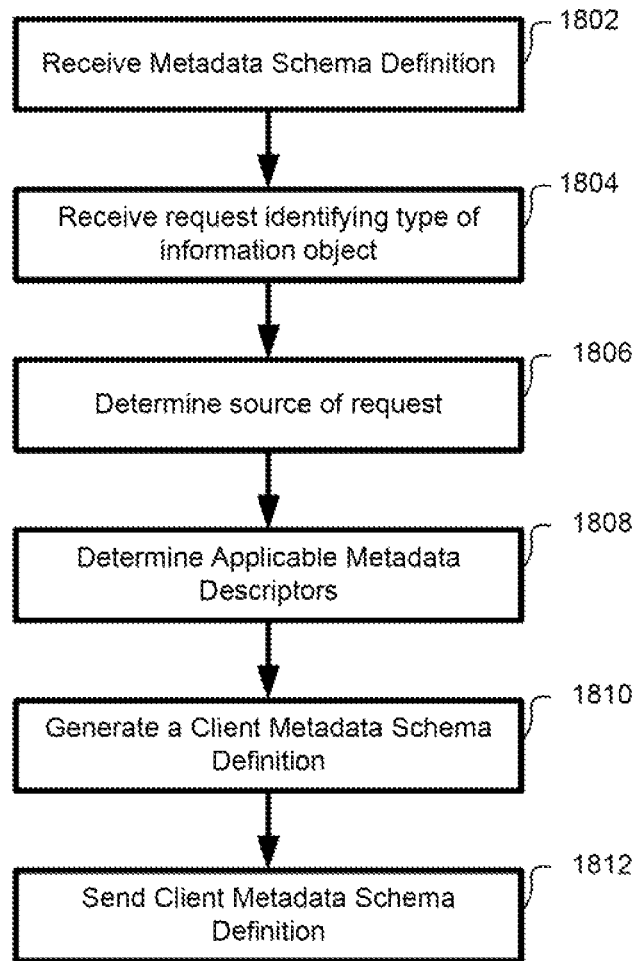 1802
Receive Metadata Schema Definition
1804
Receive request identifying type of
information object
1806
Determine source of request
1808
Determine Applicable Metadata
Descriptors
1810
Generate a Client Metadata Schema
Definition
1812
Send Client Metadata Schema
Definition